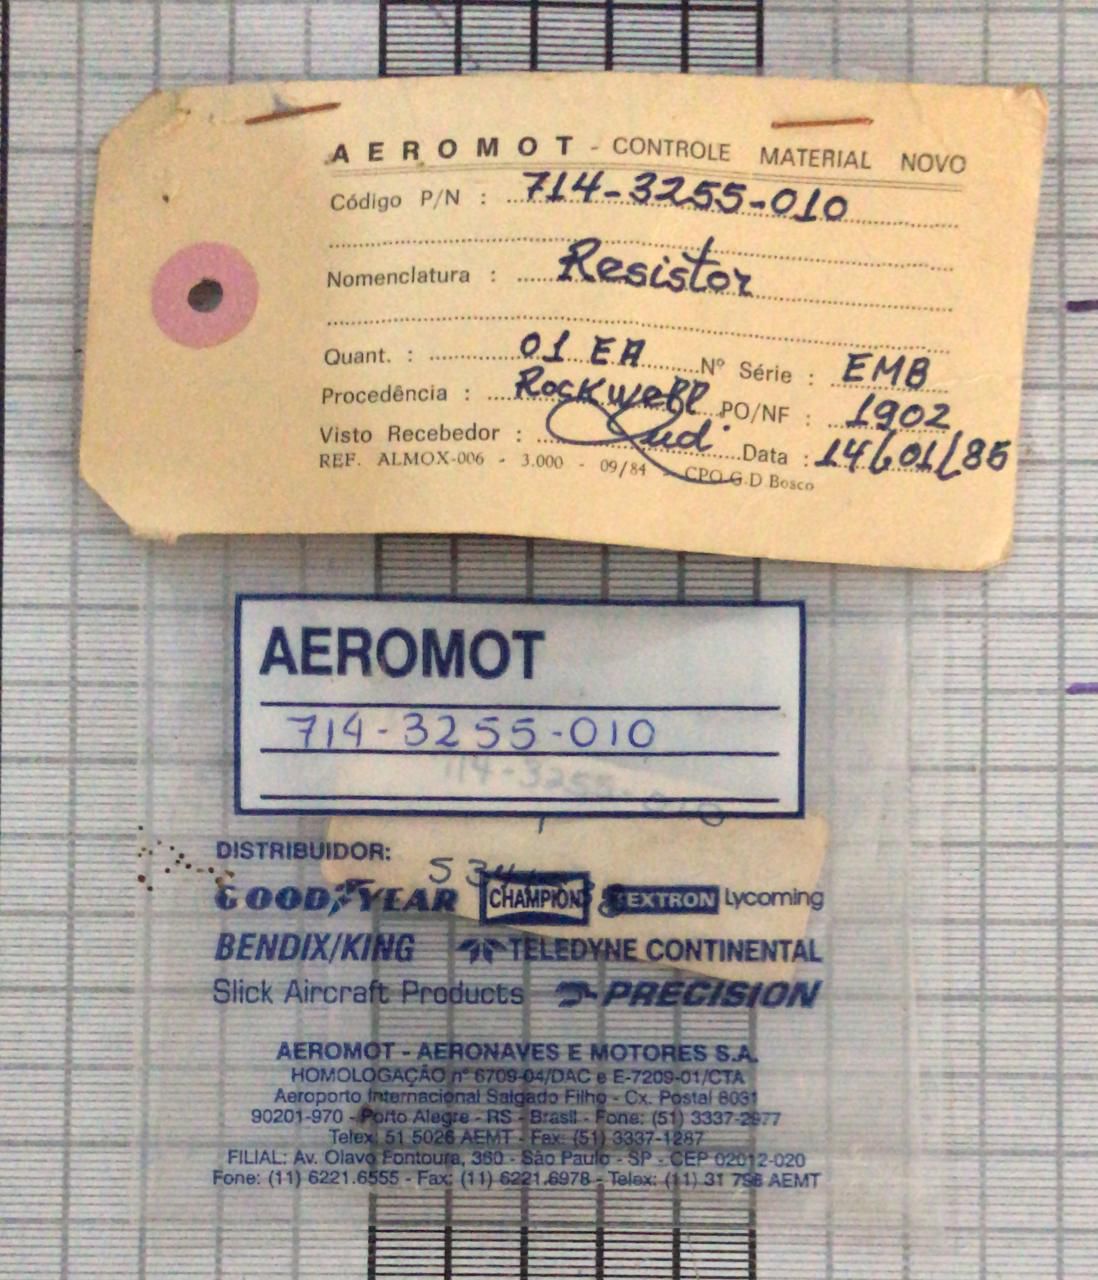 AEROMOT - CONTROLE MATERIAL NOVO
Código P/N : 714-3255-010
Nomenclatura : Resistor
Quant. : 01 EA Nº Série : EMB
Procedência : Rockwell PO/NF : 1902
Visto Recebedor : Data : 14/01/85
REF. ALMOX-006 - 3.000 - 09/84 - CPO G.D Bosco
AEROMOT
714-3255-010
714-3255-010
DISTRIBUIDOR:
534
GOODYEAR CHAMPION TEXTRON Lycoming
BENDIX/KING TELEDYNE CONTINENTAL
Slick Aircraft Products PRECISION
AEROMOT - AERONAVES E MOTORES S.A.
HOMOLOGAÇÃO nº 6709-04/DAC e E-7209-01/CTA
Aeroporto Internacional Salgado Filho - Cx. Postal 8031
90201-970 - Porto Alegre - RS - Brasil - Fone: (51) 3337-2977
Telex: 51 5026 AEMT - Fax: (51) 3337-1287
FILIAL: Av. Olavo Fontoura, 360 - São Paulo - SP - CEP 02012-020
Fone: (11) 6221.6555 - Fax: (11) 6221.6978 - Telex: (11) 31 796 AEMT